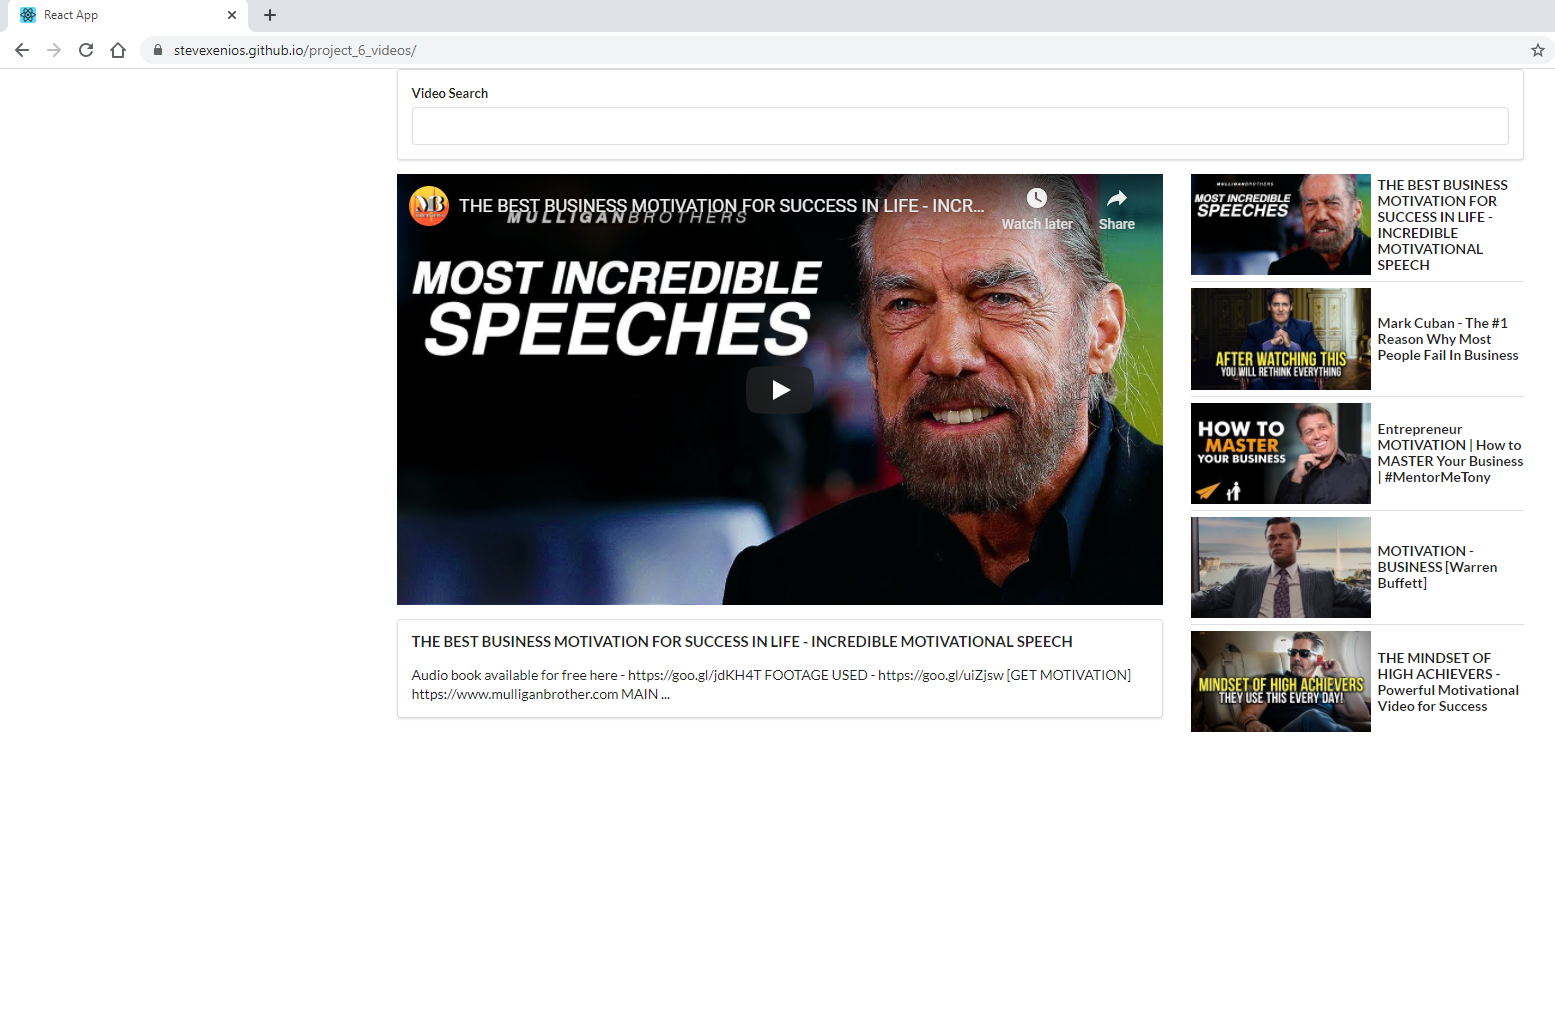 React App
stevexenios.github.io/project_6_videos/
Video Search
MB
THE BEST BUSINESS MOTIVATION FOR SUCCESS IN LIFE - INCR...
MULLIGANBROTHERS
Watch later
Share
MOST INCREDIBLE
SPEECHES
THE BEST BUSINESS MOTIVATION FOR SUCCESS IN LIFE - INCREDIBLE MOTIVATIONAL SPEECH
Audio book available for free here - https://goo.gl/jdKH4T FOOTAGE USED - https://goo.gl/uiZjsw [GET MOTIVATION]
https://www.mulliganbrother.com MAIN ...
MULLIGANBROTHERS
MOST INCREDIBLE
SPEECHES
THE BEST BUSINESS
MOTIVATION FOR
SUCCESS IN LIFE -
INCREDIBLE
MOTIVATIONAL
SPEECH
AFTER WATCHING THIS
YOU WILL RETHINK EVERYTHING
Mark Cuban - The #1
Reason Why Most
People Fail In Business
HOW TO
MASTER
YOUR BUSINESS
Entrepreneur
MOTIVATION | How to
MASTER Your Business
| #MentorMeTony
MOTIVATION -
BUSINESS [Warren
Buffett]
MINDSET OF HIGH ACHIEVERS
THEY USE THIS EVERY DAY!
THE MINDSET OF
HIGH ACHIEVERS -
Powerful Motivational
Video for Success